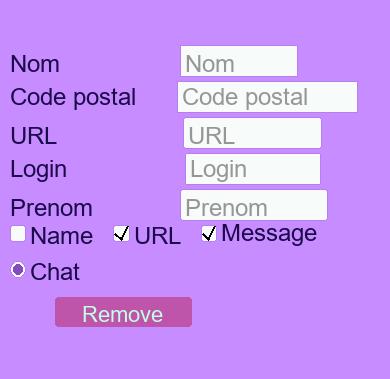 Nom Nom
Code postal Code postal
URL URL
Login Login
Prenom Prenom
Name URL Message
Chat
Remove